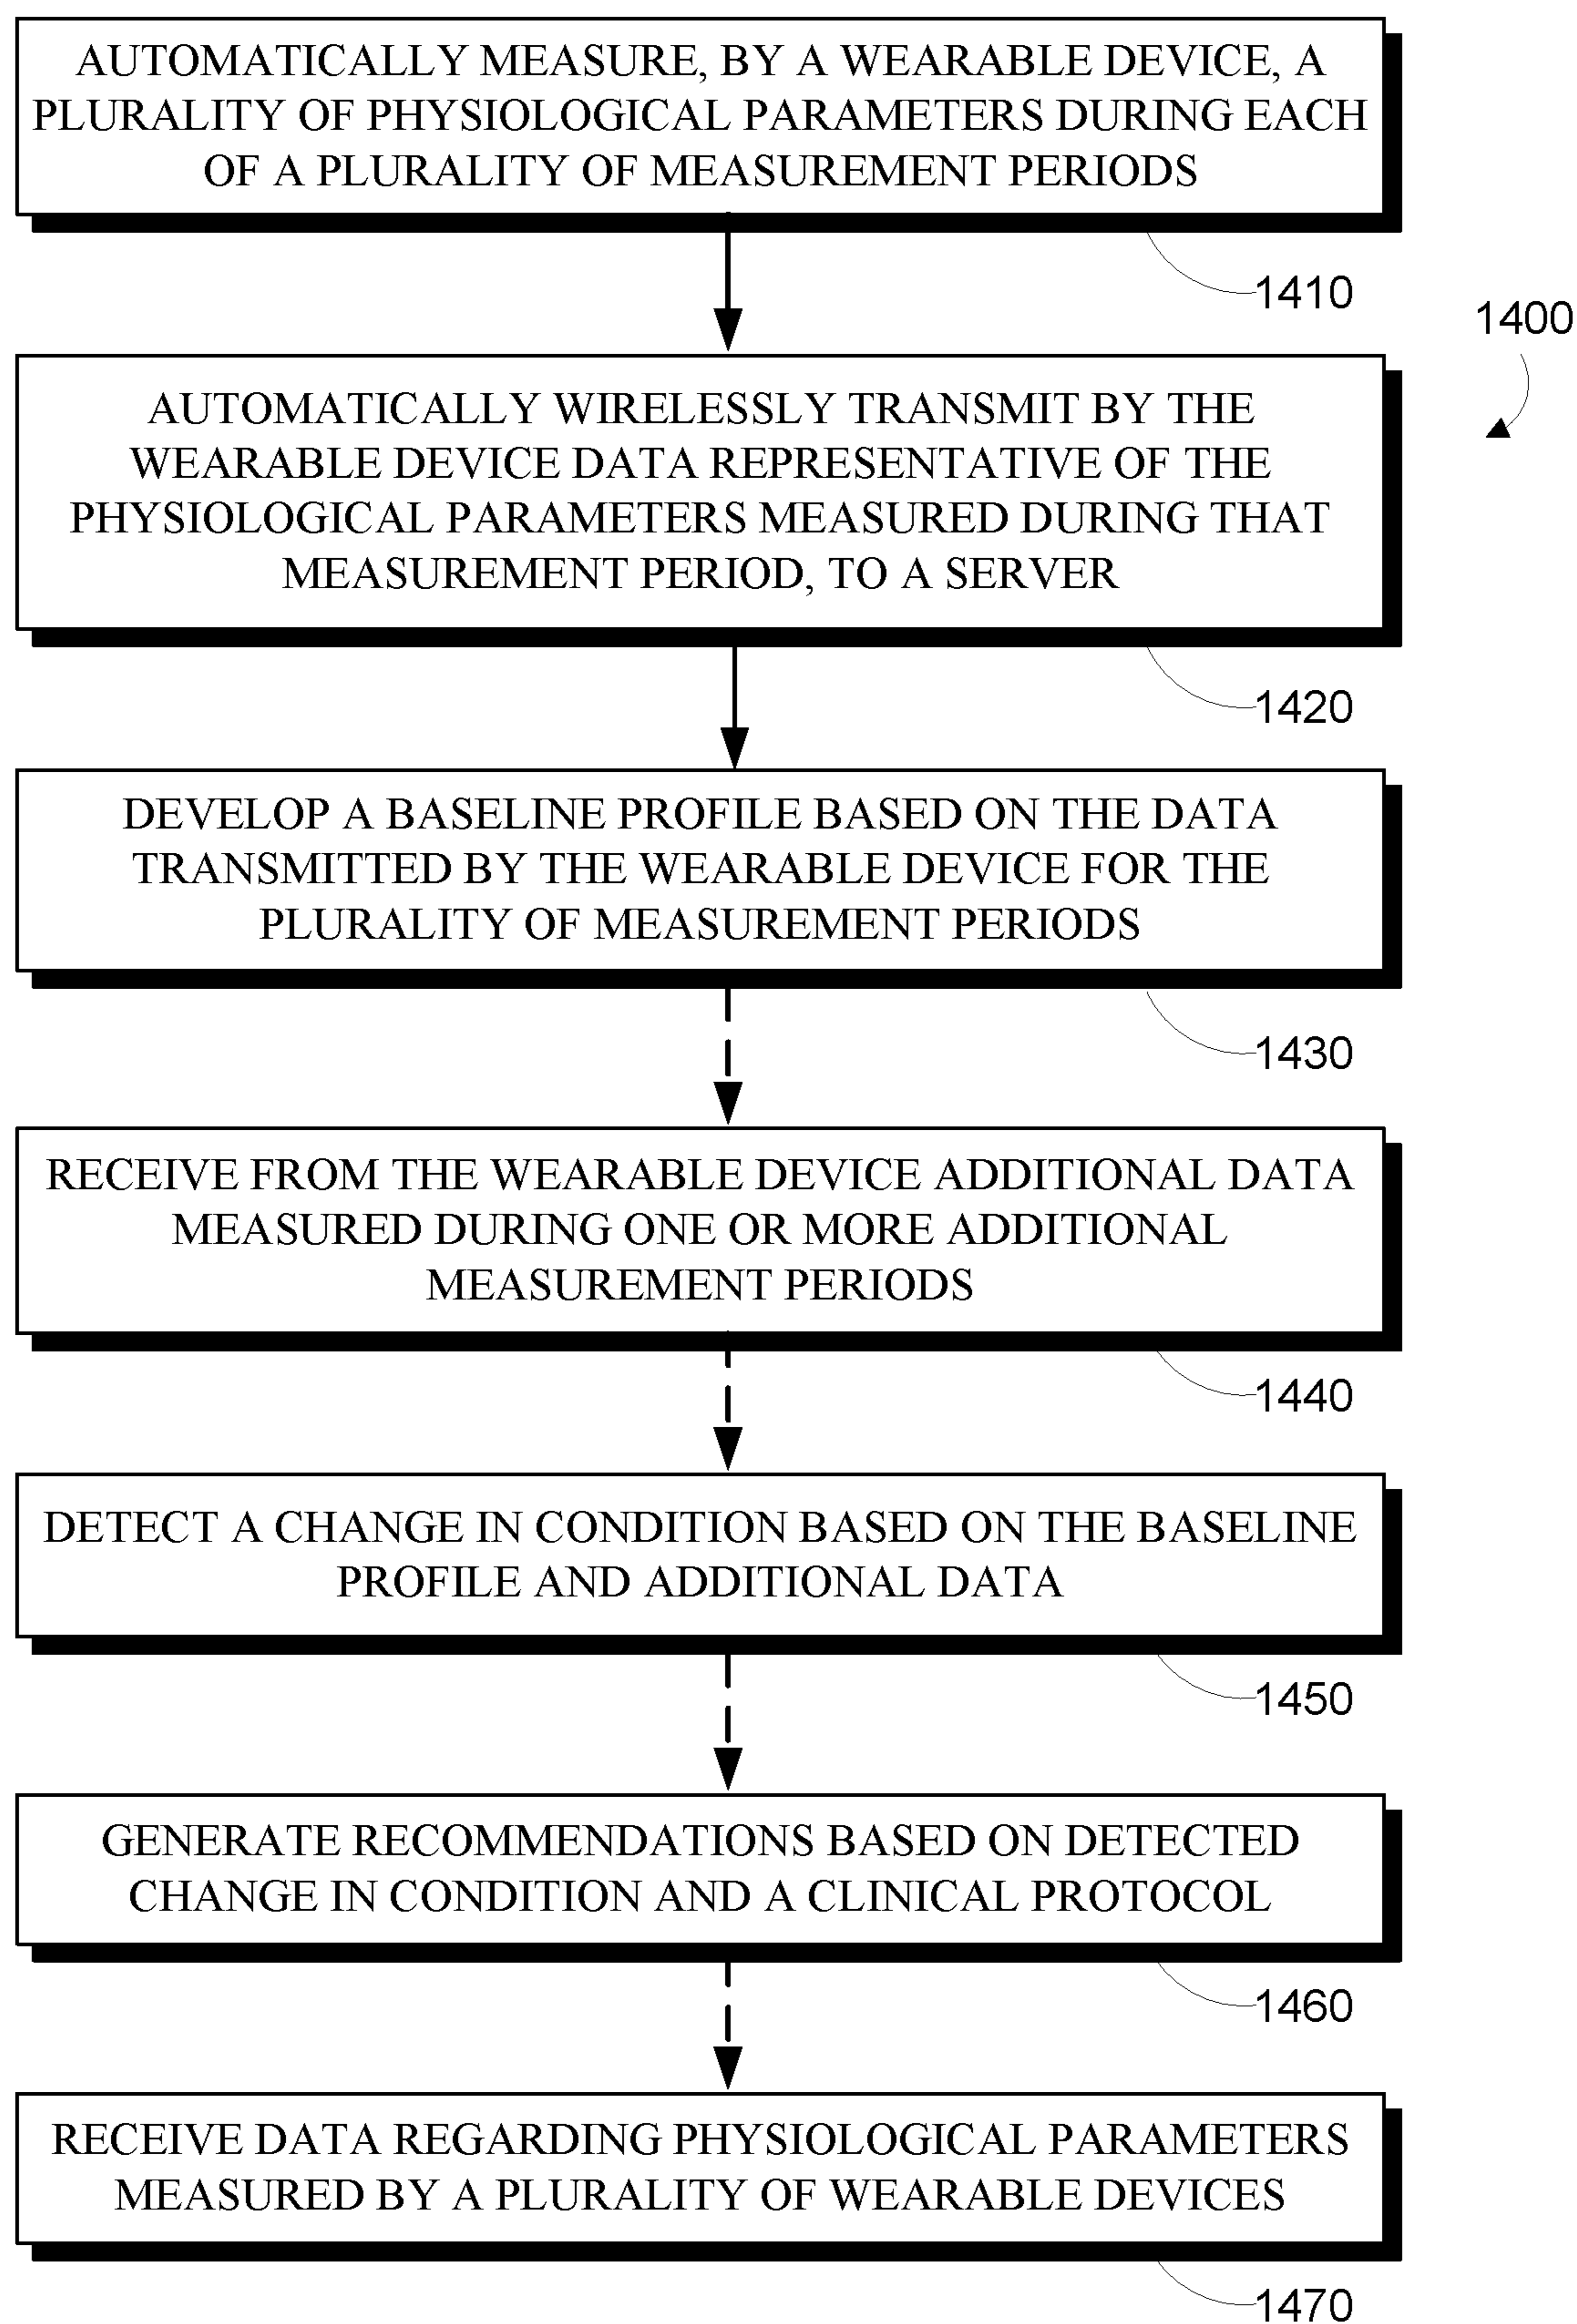 AUTOMATICALLY MEASURE, BY A WEARABLE DEVICE, A
PLURALITY OF PHYSIOLOGICAL PARAMETERS DURING EACH
OF A PLURALITY OF MEASUREMENT PERIODS
1410
1400
AUTOMATICALLY WIRELESSLY TRANSMIT BY THE
WEARABLE DEVICE DATA REPRESENTATIVE OF THE
PHYSIOLOGICAL PARAMETERS MEASURED DURING THAT
MEASUREMENT PERIOD, TO A SERVER
1420
DEVELOP A BASELINE PROFILE BASED ON THE DATA
TRANSMITTED BY THE WEARABLE DEVICE FOR THE
PLURALITY OF MEASUREMENT PERIODS
1430
RECEIVE FROM THE WEARABLE DEVICE ADDITIONAL DATA
MEASURED DURING ONE OR MORE ADDITIONAL
MEASUREMENT PERIODS
1440
DETECT A CHANGE IN CONDITION BASED ON THE BASELINE
PROFILE AND ADDITIONAL DATA
1450
GENERATE RECOMMENDATIONS BASED ON DETECTED
CHANGE IN CONDITION AND A CLINICAL PROTOCOL
1460
RECEIVE DATA REGARDING PHYSIOLOGICAL PARAMETERS
MEASURED BY A PLURALITY OF WEARABLE DEVICES
1470